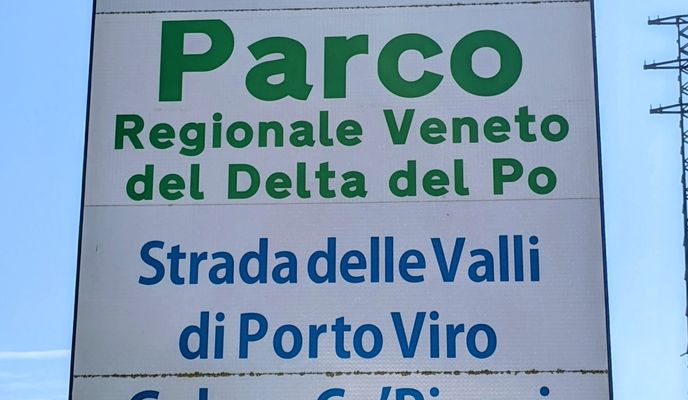 Parco
Regionale Veneto
del Delta del Po
Strada delle Valli
di Porto Viro